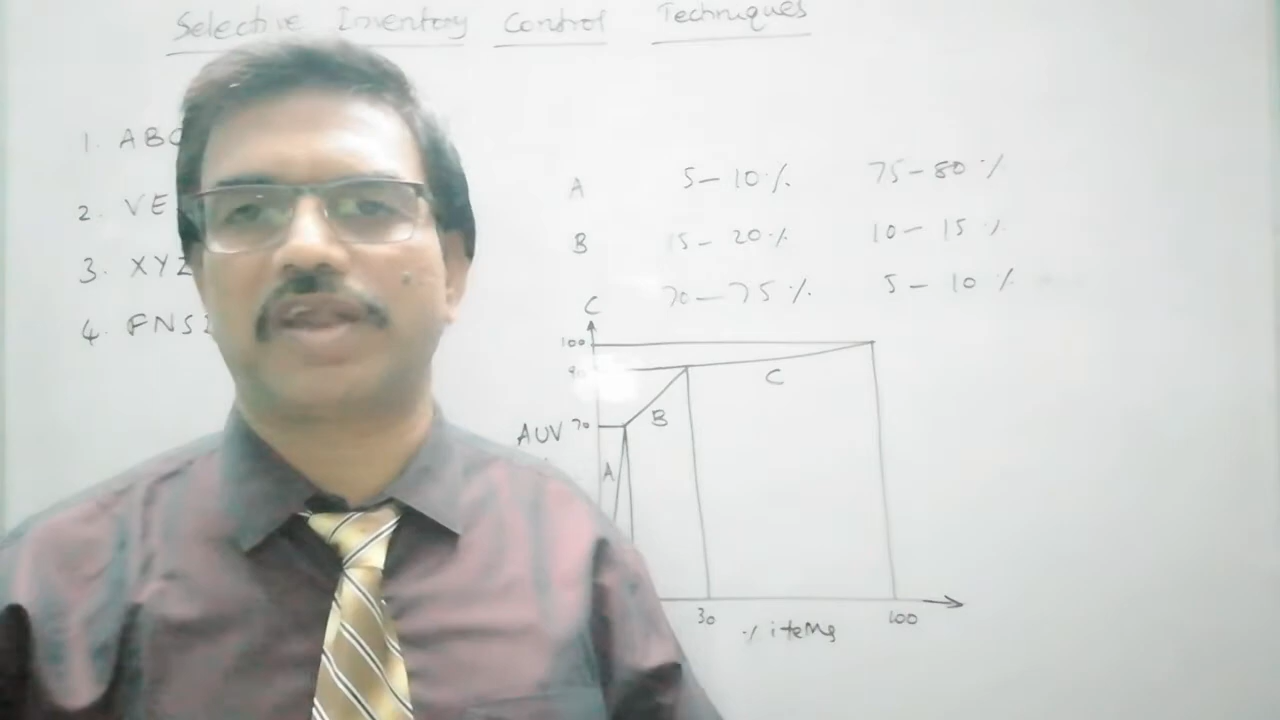 Selective Inventory Control Techniques
1. ABC
2. VE
3. XYZ
4. FNS
A 5-10% 75-80%
B 15-20% 10-15%
C 70-75% 5-10%
100
90
C
B
AUV 70
A
30 100
% items